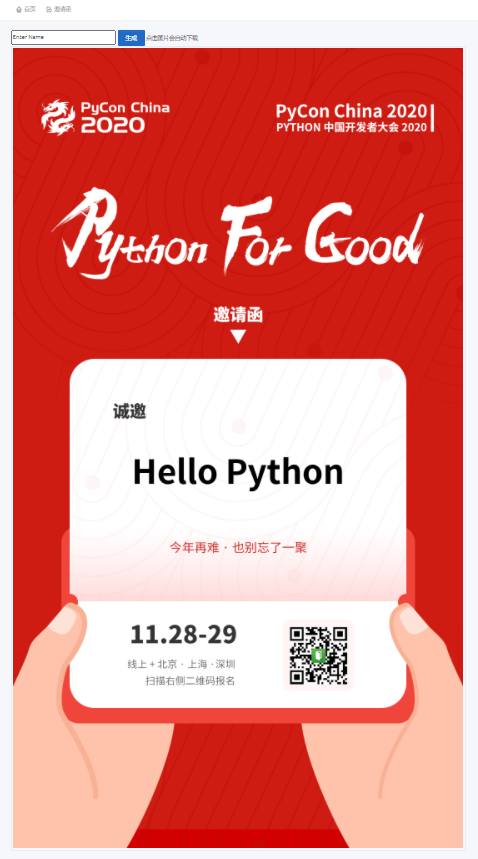 首页 邀请函
Enter Name 生成 点击图片会自动下载
PyCon China
2020
PyCon China 2020
PYTHON 中国开发者大会 2020
Python For Good
邀请函
诚邀
Hello Python
今年再难 · 也别忘了一聚
11.28-29
线上 + 北京 · 上海 · 深圳
扫描右侧二维码报名